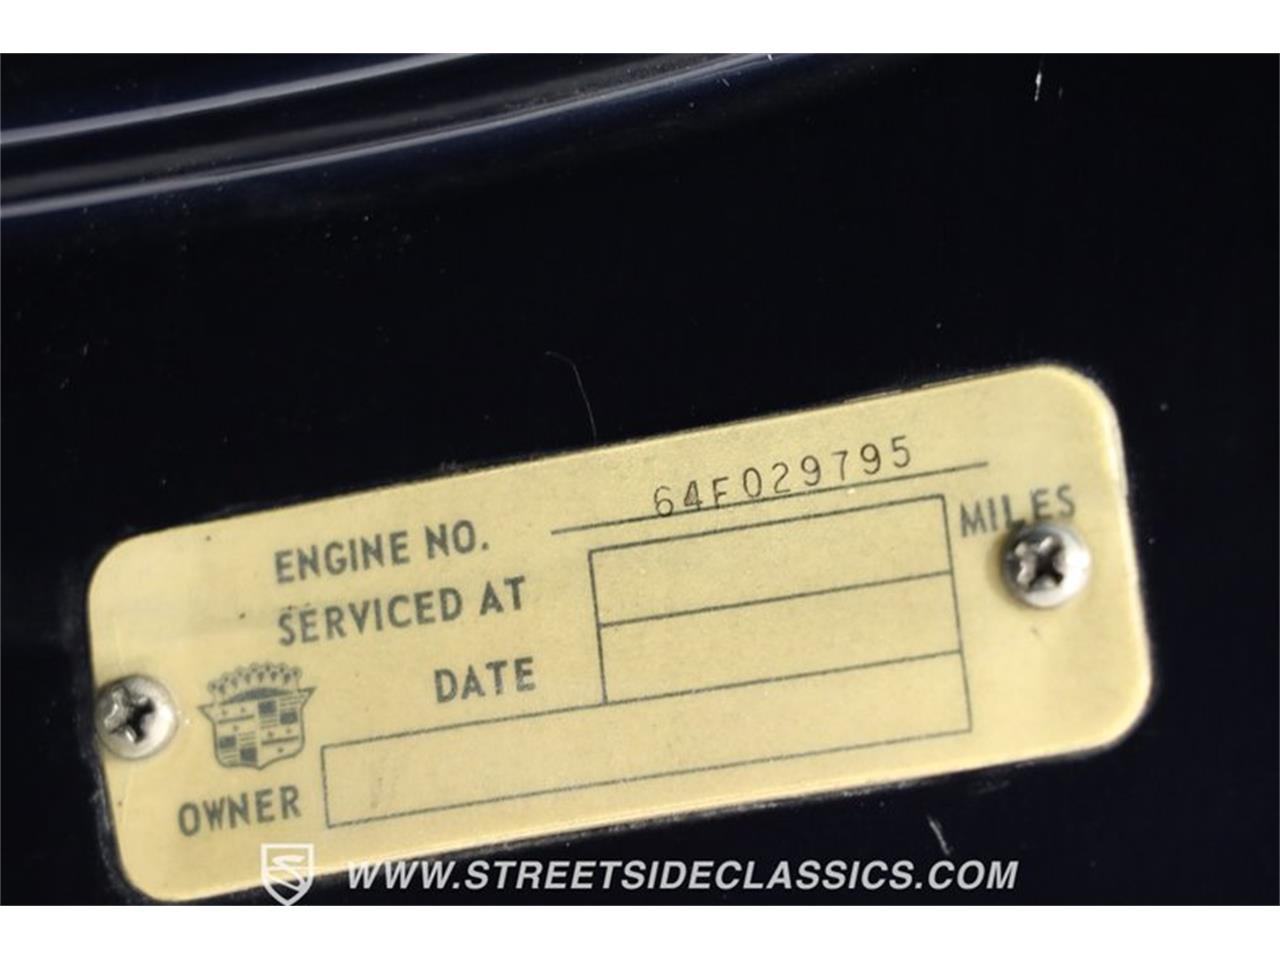 64F029795
ENGINE NO.
MILES
SERVICED AT
DATE
OWNER
WWW.STREETSIDECLASSICS.COM